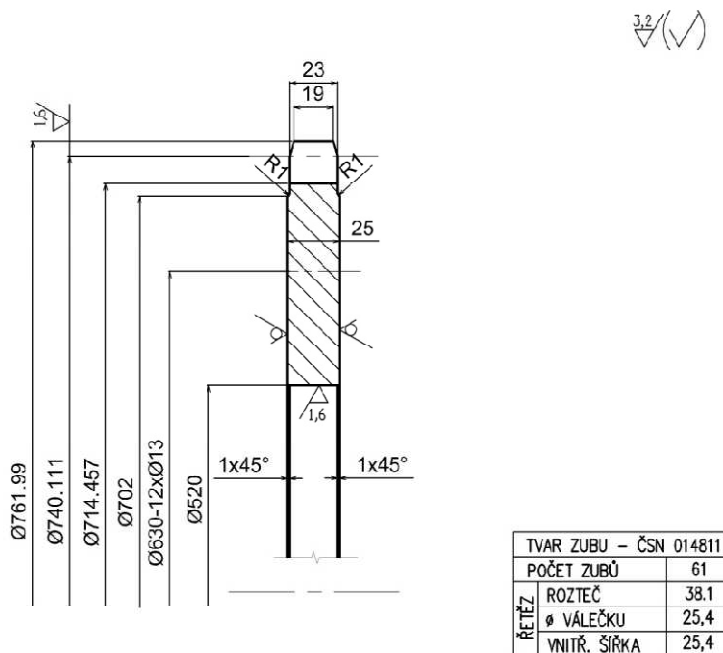 3,2
23
19
1,6
R1
R1
25
1,6
1x45°
1x45°
Ø761.99
Ø740.111
Ø714.457
Ø702
Ø630-12xØ13
Ø520
TVAR ZUBU – ČSN 014811
POČET ZUBŮ 61
ŘETĚZ
ROZTEČ 38.1
ø VÁLEČKU 25,4
VNITŘ. ŠÍŘKA 25,4